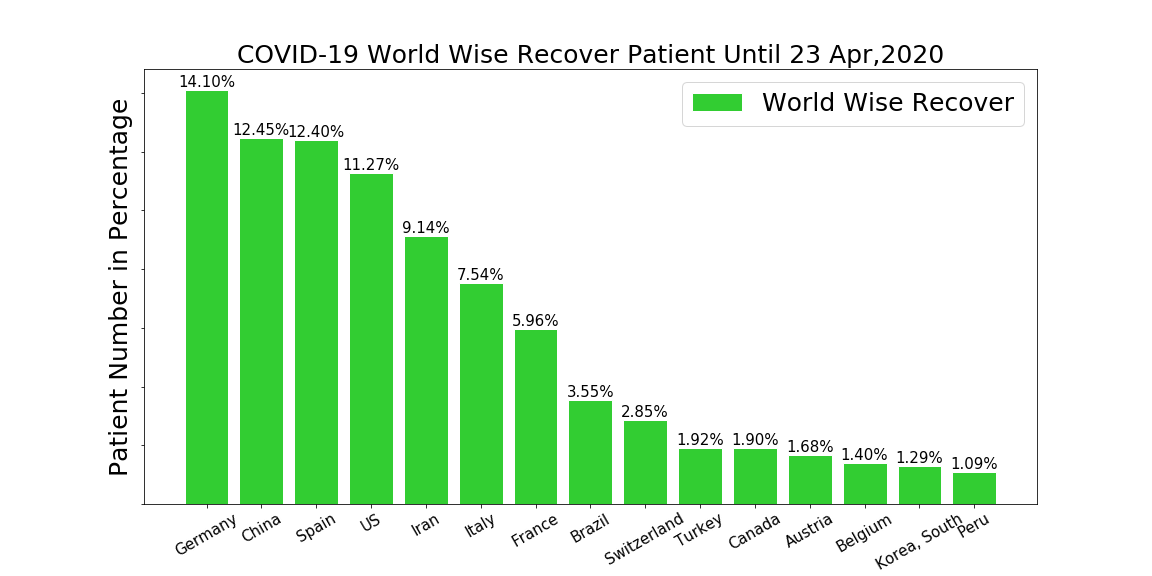 COVID-19 World Wise Recover Patient Until 23 Apr,2020
World Wise Recover
Patient Number in Percentage
14.10%
12.45%
12.40%
11.27%
9.14%
7.54%
5.96%
3.55%
2.85%
1.92%
1.90%
1.68%
1.40%
1.29%
1.09%
Germany
China
Spain
US
Iran
Italy
France
Brazil
Switzerland
Turkey
Canada
Austria
Belgium
Korea, South
Peru